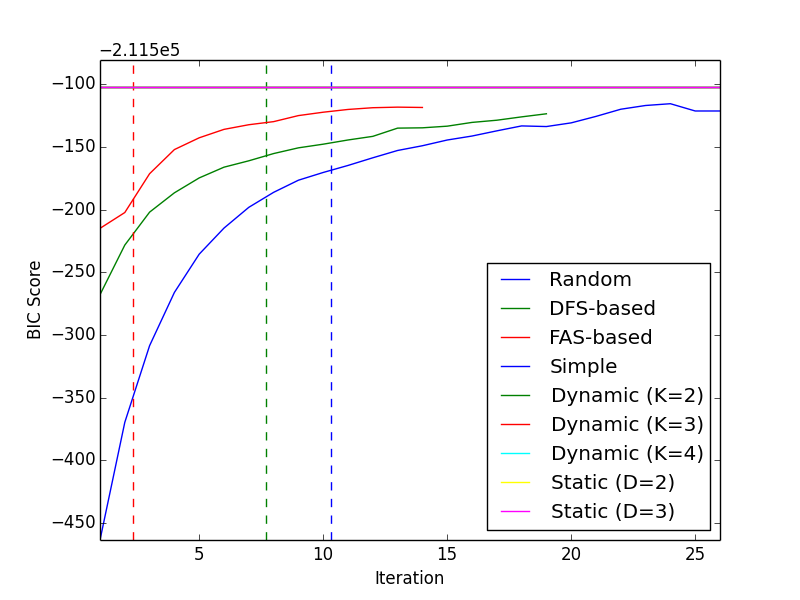 −2.115e5
−100
−150
−200
−250
−300
−350
−400
−450
BIC Score
5
10
15
20
25
Iteration
Random
DFS-based
FAS-based
Simple
Dynamic (K=2)
Dynamic (K=3)
Dynamic (K=4)
Static (D=2)
Static (D=3)